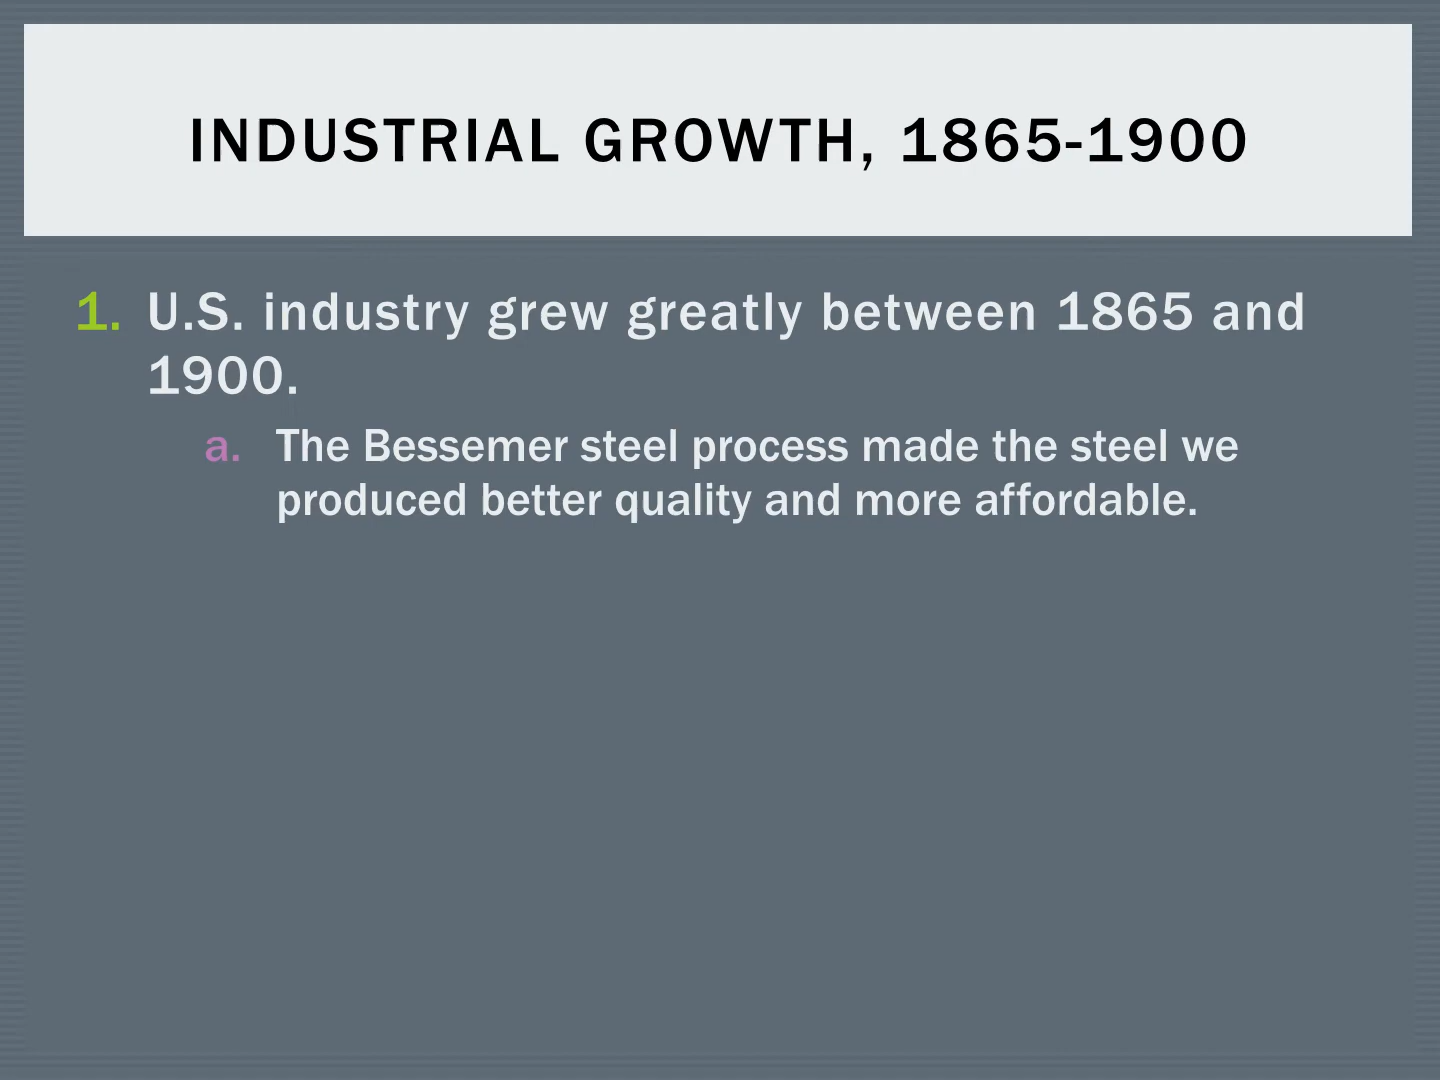 INDUSTRIAL GROWTH, 1865-1900
1. U.S. industry grew greatly between 1865 and
1900.
a. The Bessemer steel process made the steel we
produced better quality and more affordable.